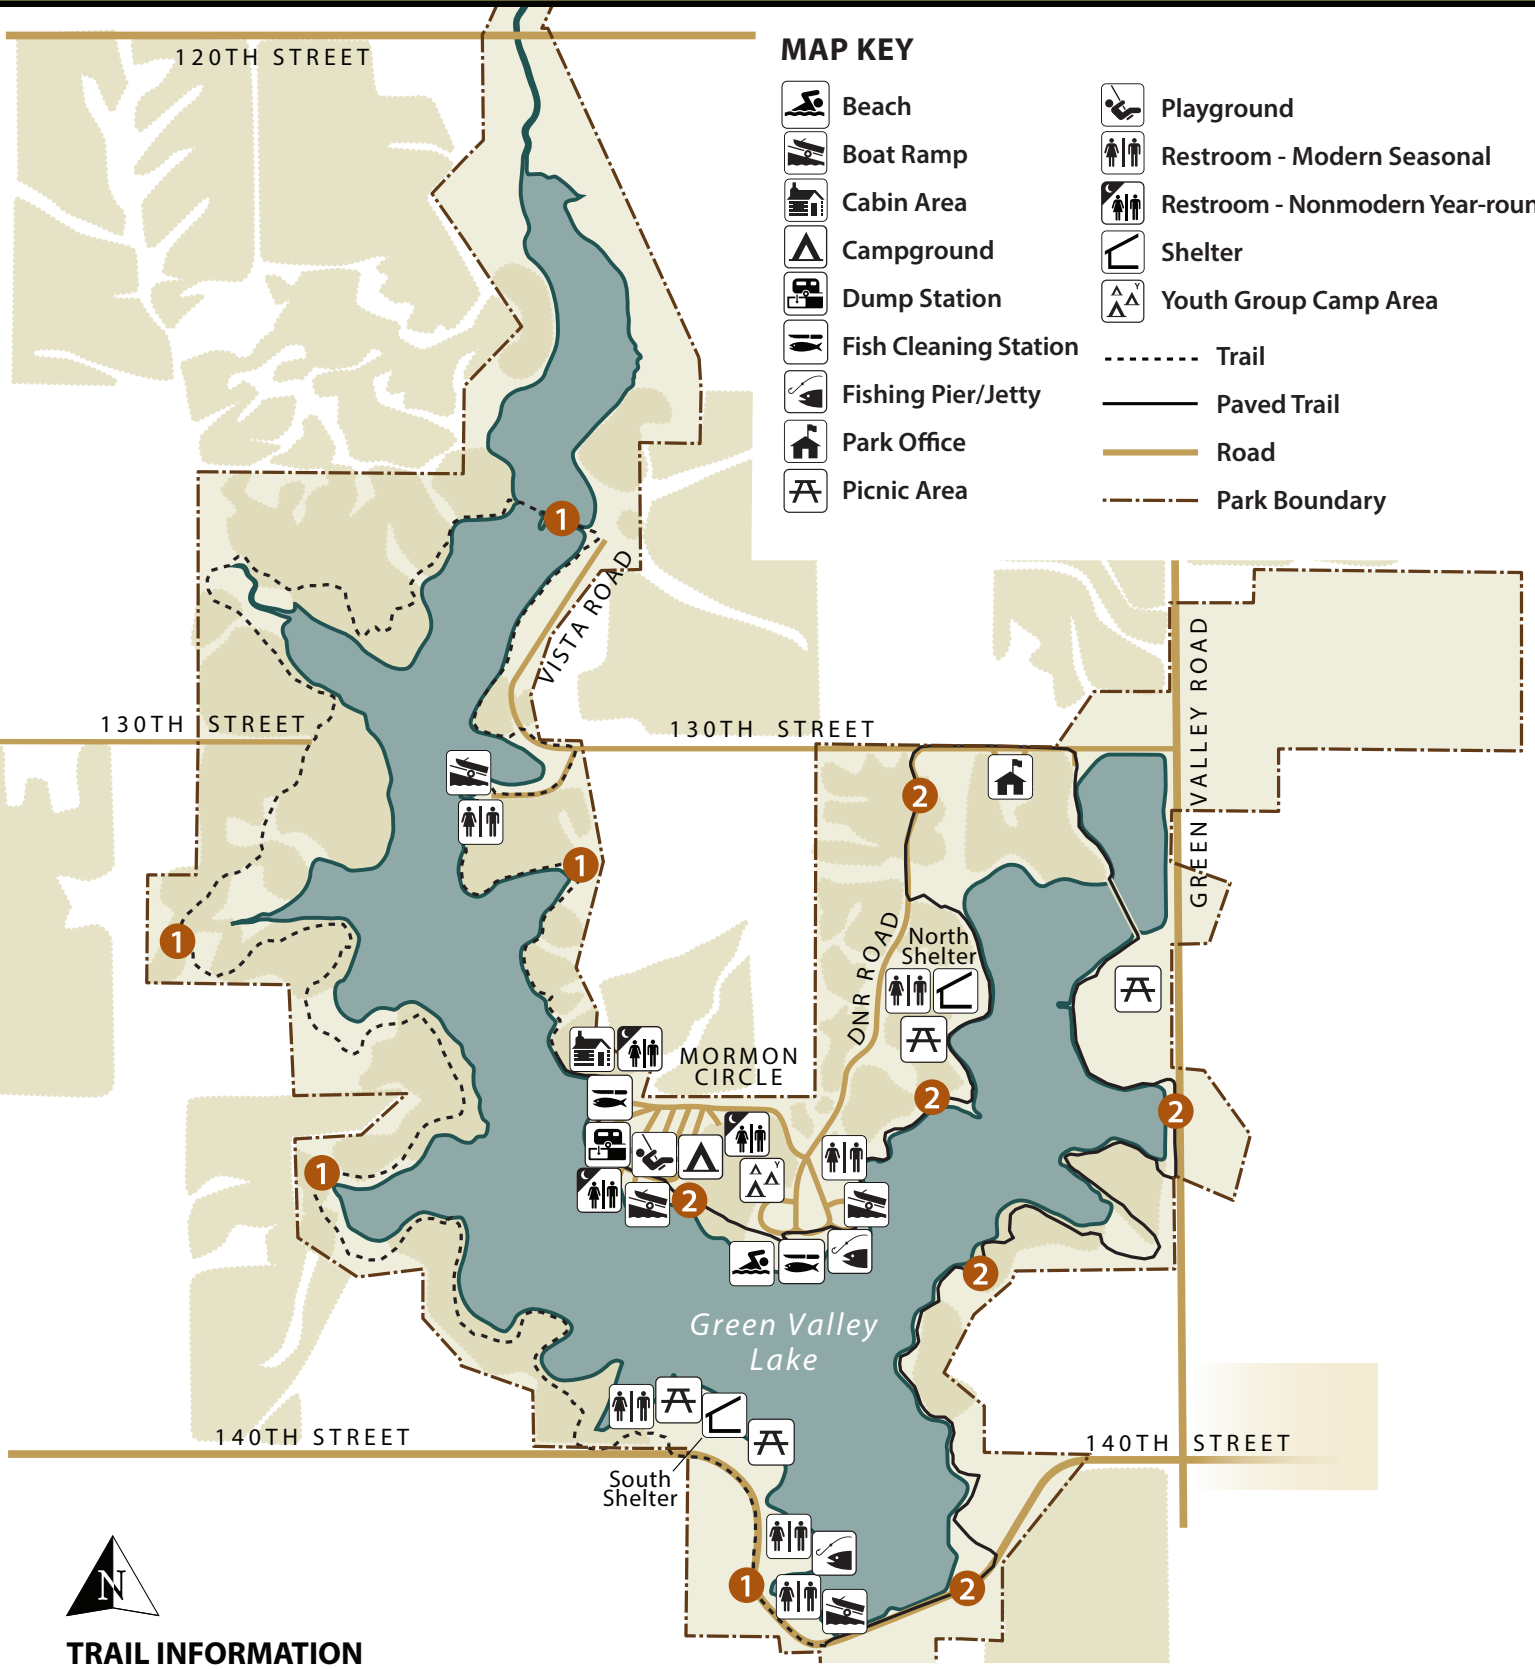 120TH STREET
MAP KEY
Beach
Boat Ramp
Cabin Area
Campground
Dump Station
Fish Cleaning Station
Fishing Pier/Jetty
Park Office
Picnic Area
Playground
Restroom - Modern Seasonal
Restroom - Nonmodern Year-roun
Shelter
Y
Youth Group Camp Area
Trail
Paved Trail
Road
Park Boundary
1
VISTA ROAD
GREEN VALLEY ROAD
130TH STREET
130TH STREET
2
1
1
DNR ROAD
North
Shelter
MORMON
CIRCLE
2
2
1
Y
2
2
Green Valley
Lake
140TH STREET
140TH STREET
South
Shelter
1
2
N
TRAIL INFORMATION